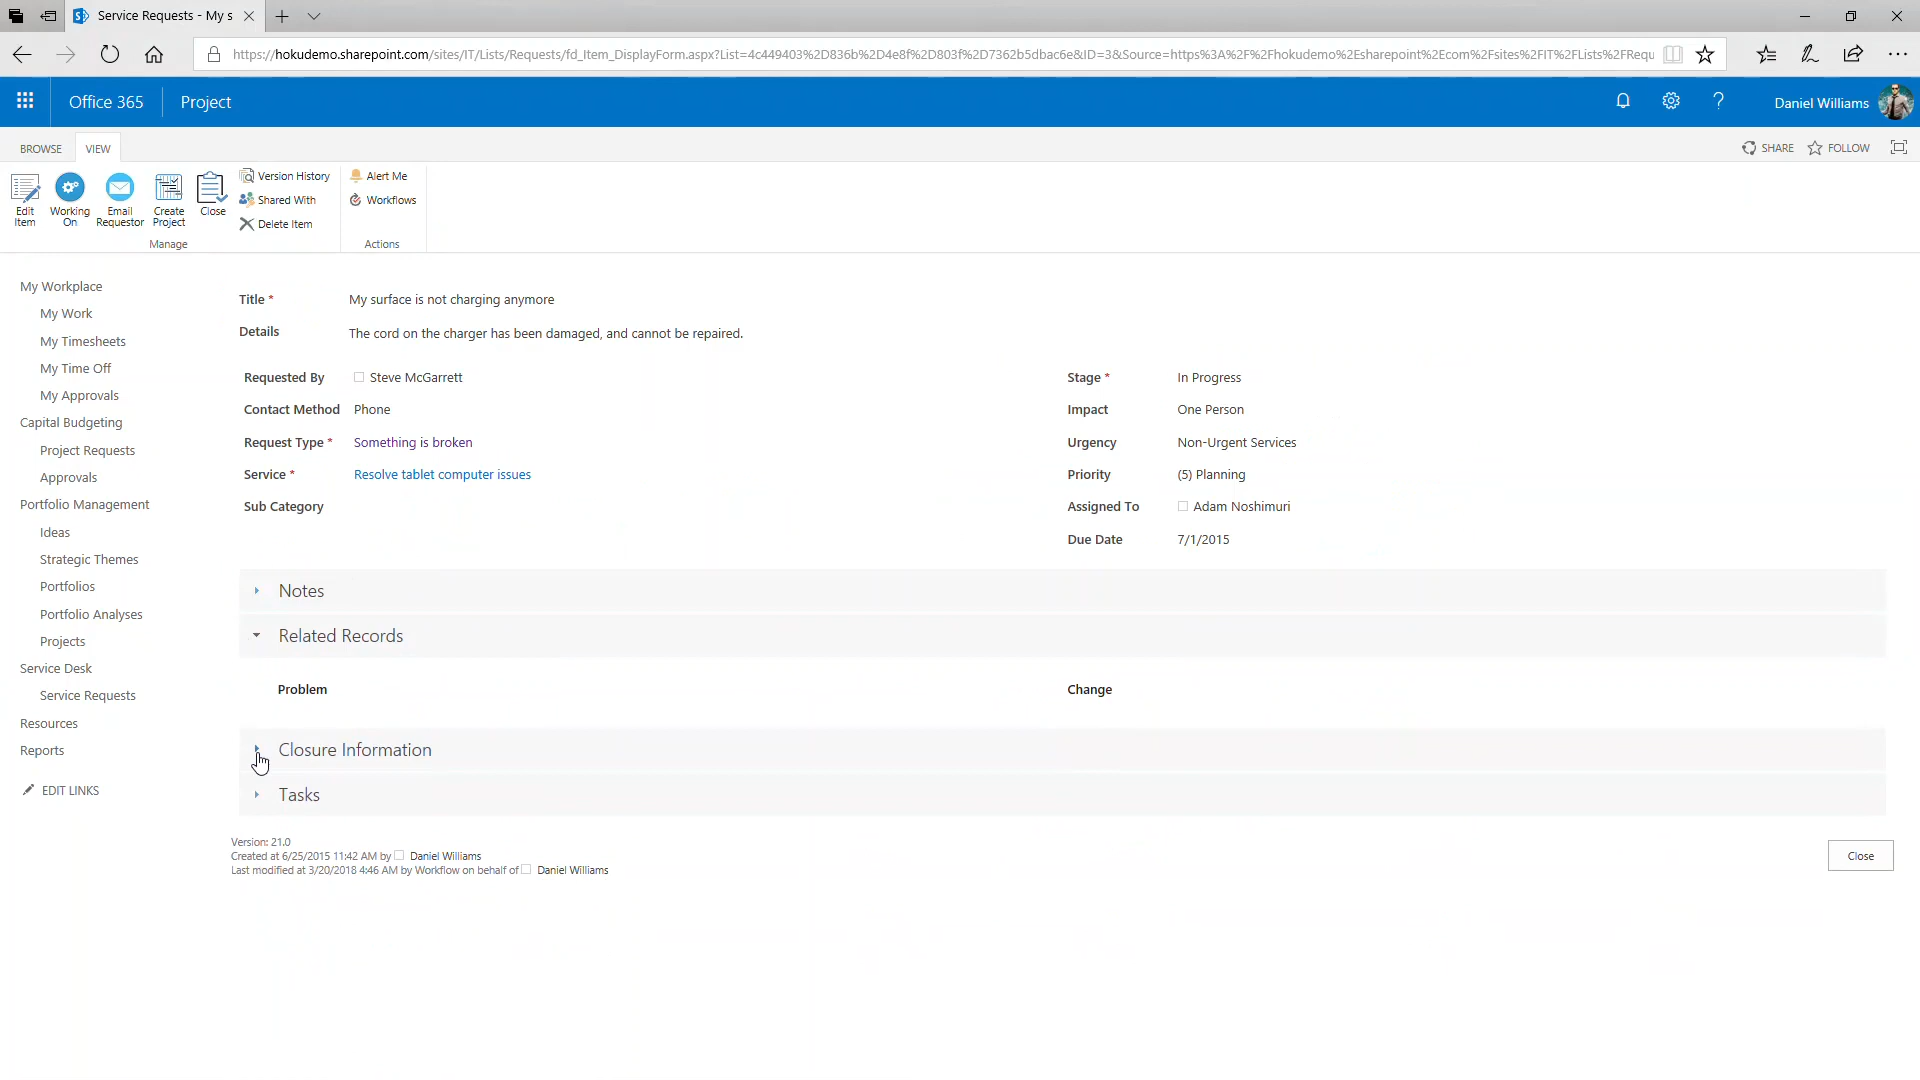 Service Requests - My s
https://hokudemo.sharepoint.com/sites/IT/Lists/Requests/fd_Item_DisplayForm.aspx?List=4c449403%2D836b%2D4e8f%2D803f%2D7362b5dbac6e&ID=3&Source=https%3A%2F%2Fhokudemo%2Esharepoint%2Ecom%2Fsites%2FIT%2FLists%2FRequ
Office 365 Project Daniel Williams
BROWSE VIEW SHARE FOLLOW
Edit Item
Working On
Email Requestor
Create Project
Close
Version History
Shared With
Delete Item
Manage
Alert Me
Workflows
Actions
My Workplace
My Work
My Timesheets
My Time Off
My Approvals
Capital Budgeting
Project Requests
Approvals
Portfolio Management
Ideas
Strategic Themes
Portfolios
Portfolio Analyses
Projects
Service Desk
Service Requests
Resources
Reports
EDIT LINKS
Title * My surface is not charging anymore
Details The cord on the charger has been damaged, and cannot be repaired.
Requested By Steve McGarrett
Contact Method Phone
Request Type * Something is broken
Service * Resolve tablet computer issues
Sub Category
Stage * In Progress
Impact One Person
Urgency Non-Urgent Services
Priority (5) Planning
Assigned To Adam Noshimuri
Due Date 7/1/2015
Notes
Related Records
Problem Change
Closure Information
Tasks
Version: 21.0
Created at 6/25/2015 11:42 AM by Daniel Williams
Last modified at 3/20/2018 4:46 AM by Workflow on behalf of Daniel Williams
Close